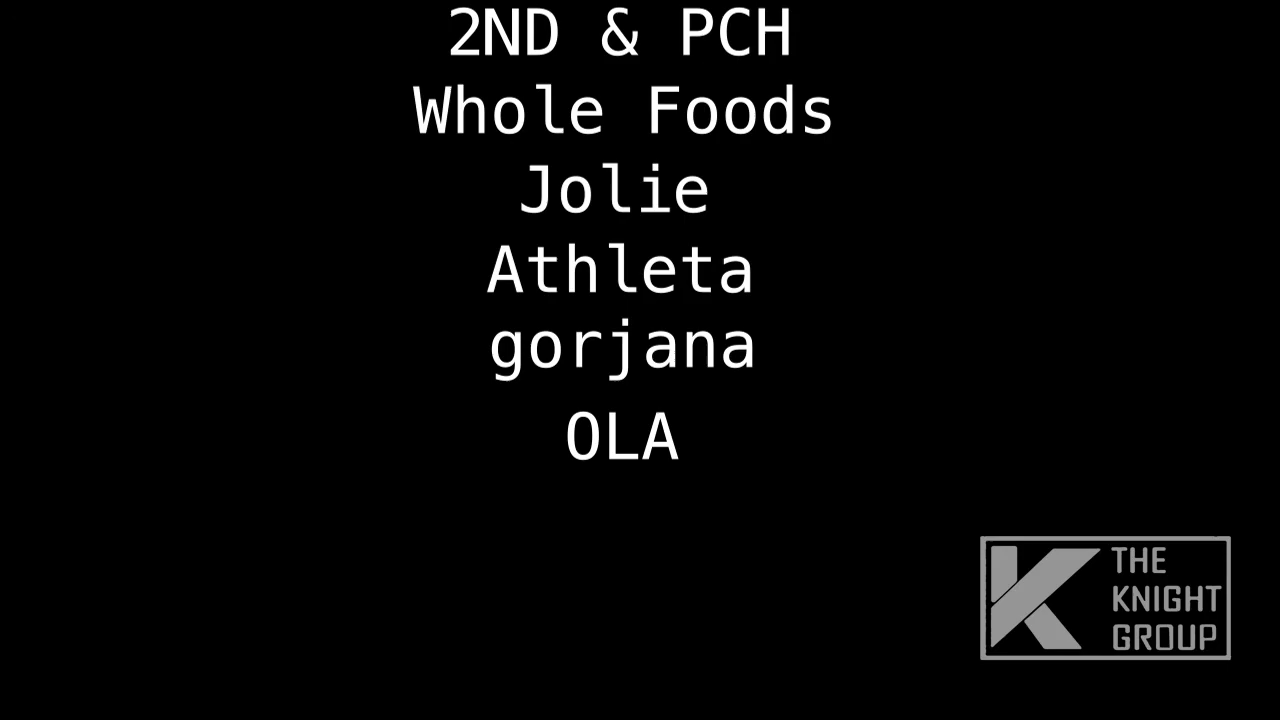 2ND & PCH
Whole Foods
Jolie
Athleta
gorjana
OLA
THE
KNIGHT
GROUP